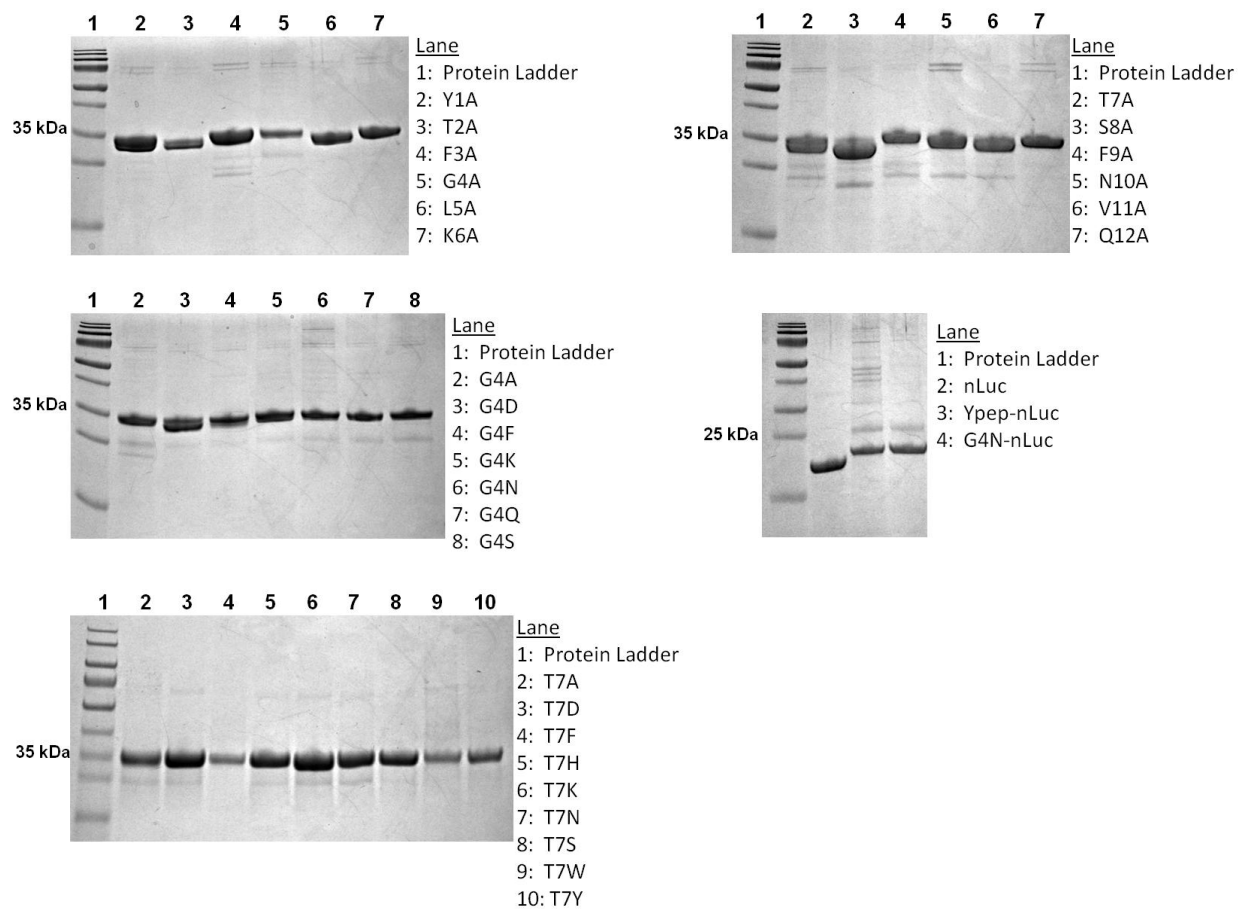 1 2 3 4 5 6 7
35 kDa
Lane
1: Protein Ladder
2: Y1A
3: T2A
4: F3A
5: G4A
6: L5A
7: K6A
1 2 3 4 5 6 7
35 kDa
Lane
1: Protein Ladder
2: T7A
3: S8A
4: F9A
5: N10A
6: V11A
7: Q12A
1 2 3 4 5 6 7 8
35 kDa
Lane
1: Protein Ladder
2: G4A
3: G4D
4: G4F
5: G4K
6: G4N
7: G4Q
8: G4S
25 kDa
Lane
1: Protein Ladder
2: nLuc
3: Ypep-nLuc
4: G4N-nLuc
1 2 3 4 5 6 7 8 9 10
35 kDa
Lane
1: Protein Ladder
2: T7A
3: T7D
4: T7F
5: T7H
6: T7K
7: T7N
8: T7S
9: T7W
10: T7Y